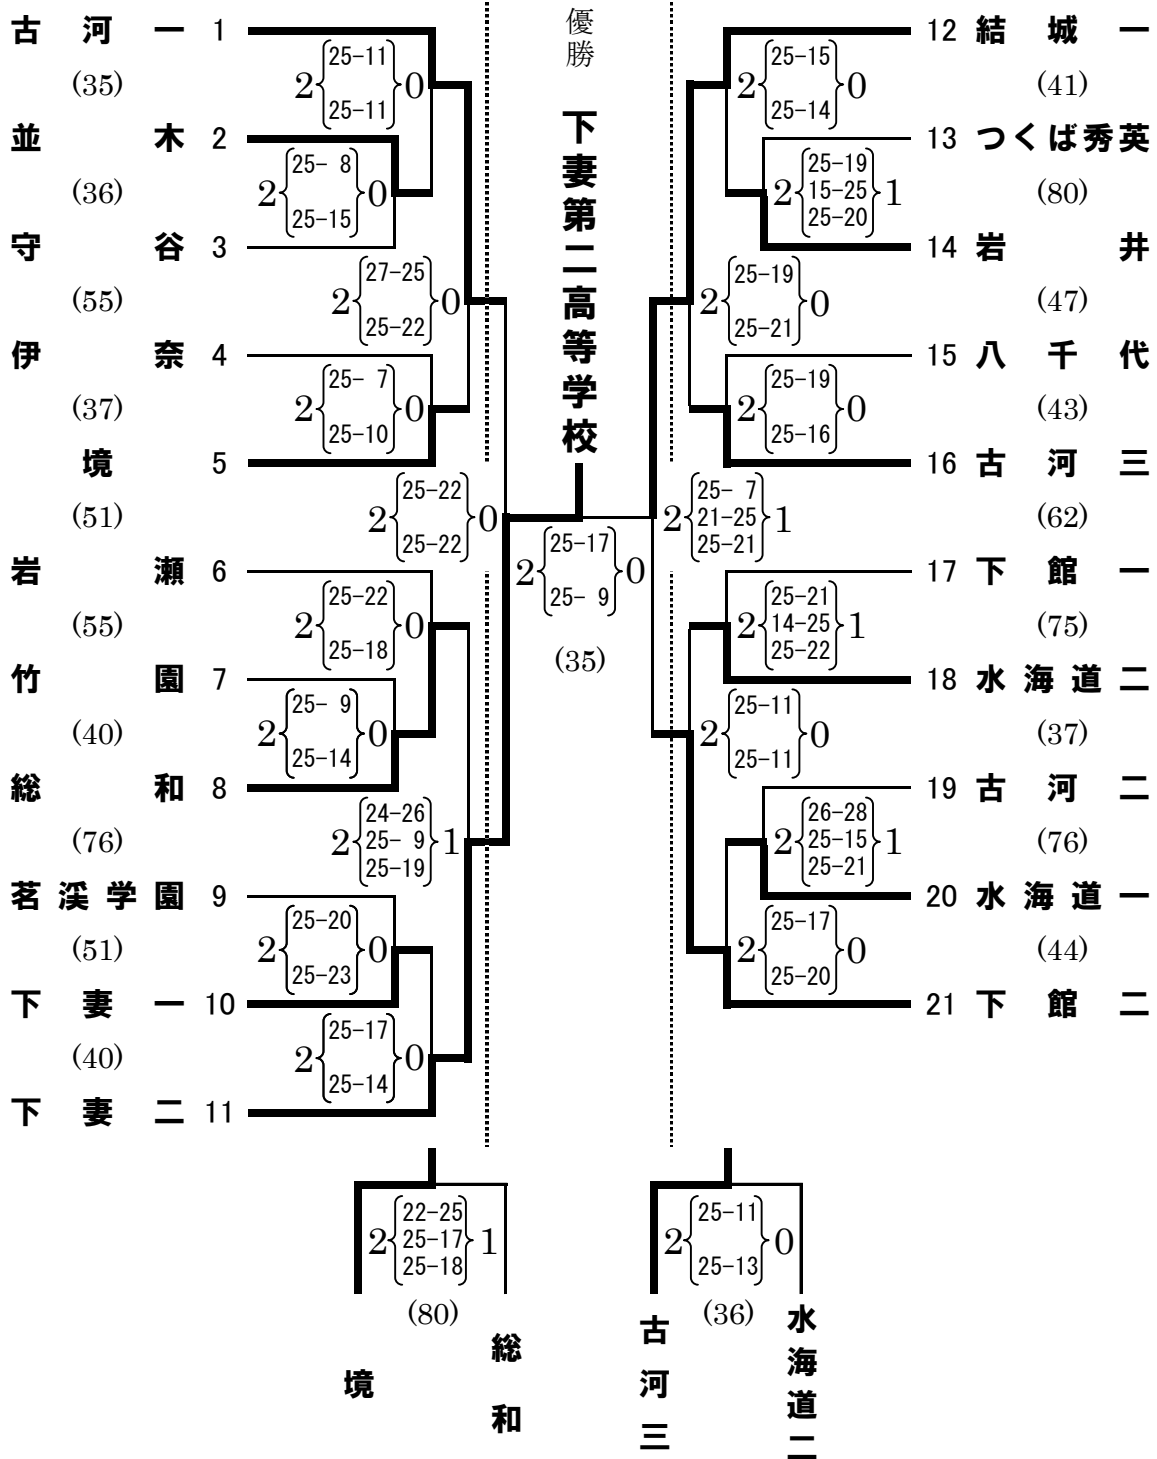 優勝
下妻第二高等学校
古河一 1
(35)
並木 2
(36)
守谷 3
(55)
伊奈 4
(37)
境 5
(51)
岩瀬 6
(55)
竹園 7
(40)
総和 8
(76)
茗渓学園 9
(51)
下妻一 10
(40)
下妻二 11
2 25-11 0
25-11
2 25- 8 0
25-15
2 27-25 0
25-22
2 25- 7 0
25-10
2 25-22 0
25-22
2 25-22 0
25-18
2 25- 9 0
25-14
2 24-26 1
25- 9
25-19
2 25-20 0
25-23
2 25-17 0
25-14
2 25-17 0
25- 9
(35)
12 結城一
(41)
13 つくば秀英
(80)
14 岩井
(47)
15 八千代
(43)
16 古河三
(62)
17 下館一
(75)
18 水海道二
(37)
19 古河二
(76)
20 水海道一
(44)
21 下館二
2 25-15 0
25-14
2 25-19 1
15-25
25-20
2 25-19 0
25-21
2 25-19 0
25-16
2 25- 7 1
21-25
25-21
2 25-21 1
14-25
25-22
2 25-11 0
25-11
2 26-28 1
25-15
25-21
2 25-17 0
25-20
2 22-25 1
25-17
25-18
(80)
境
総和
2 25-11 0
25-13
(36)
古河三
水海道二